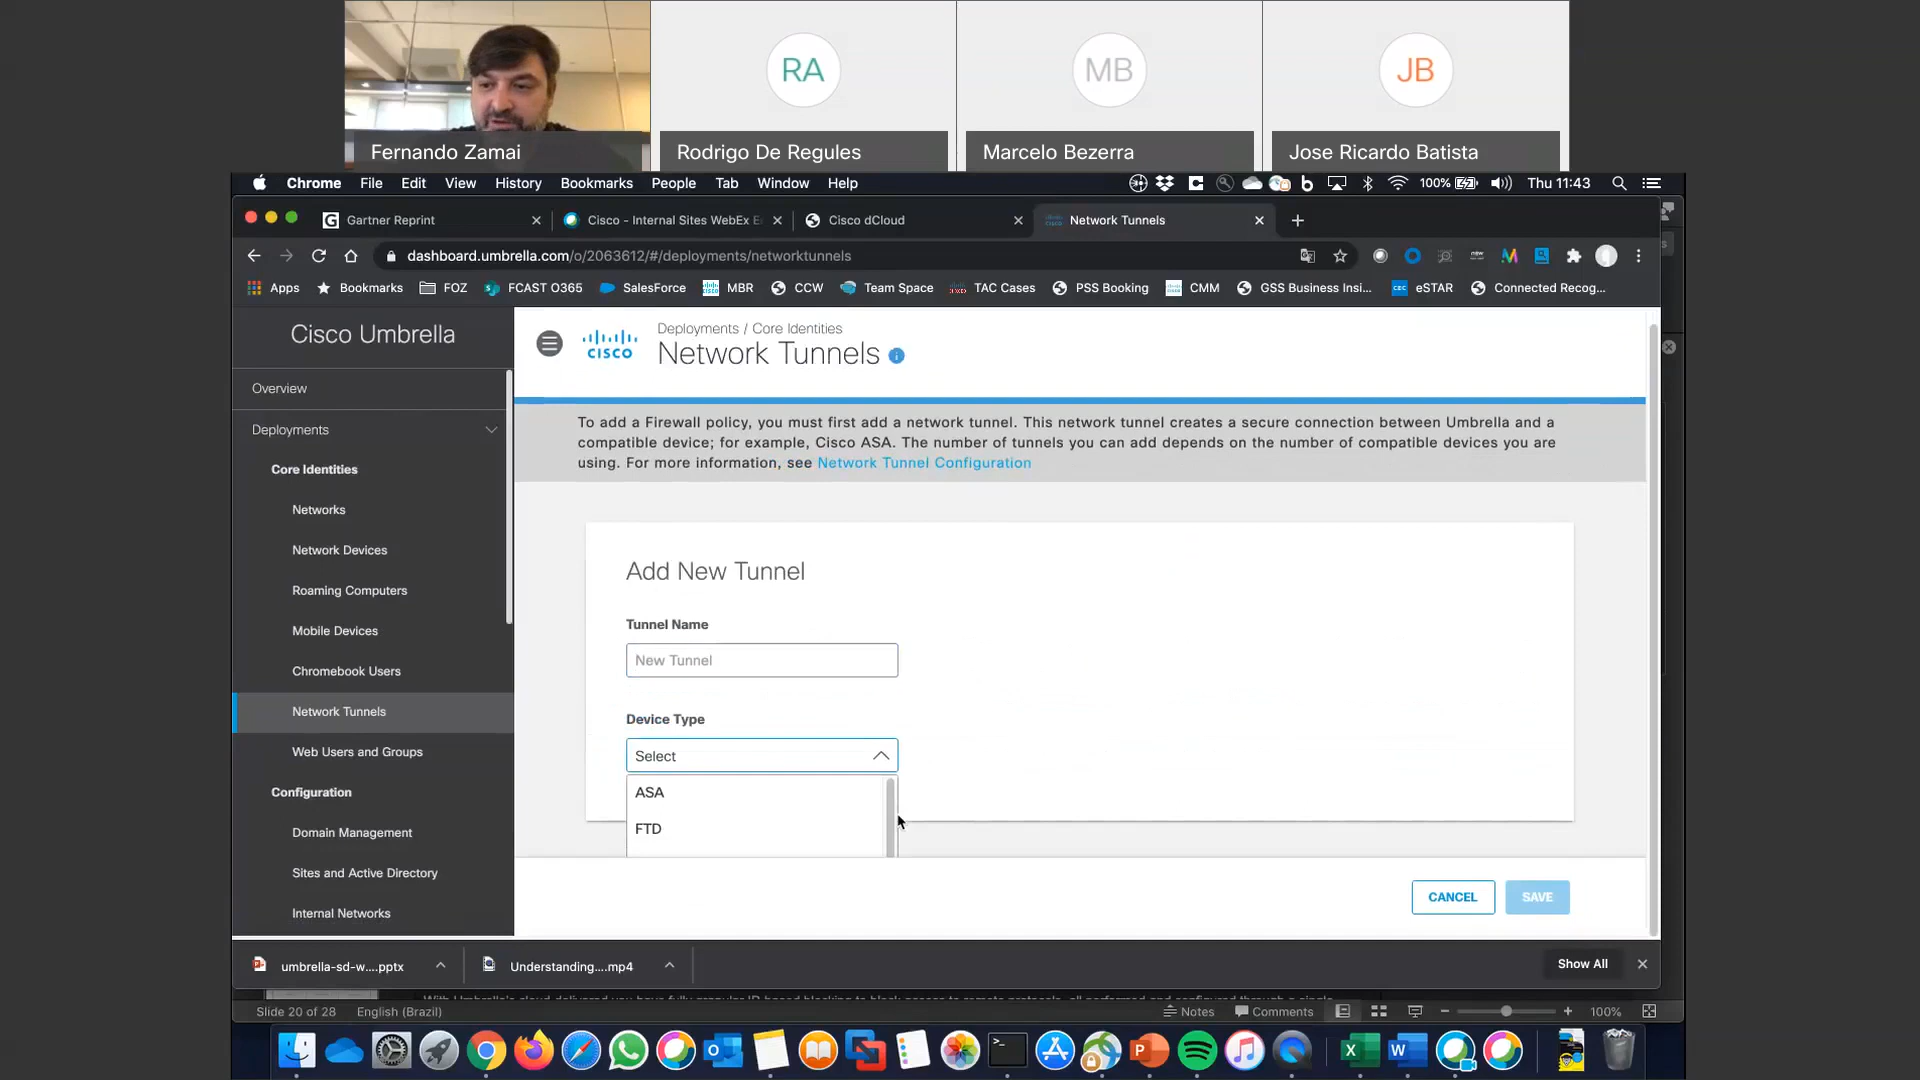 RA
MB
JB
Fernando Zamai
Rodrigo De Regules
Marcelo Bezerra
Jose Ricardo Batista
Chrome File Edit View History Bookmarks People Tab Window Help
100% Thu 11:43
Gartner Reprint
Cisco - Internal Sites WebEx E
Cisco dCloud
Network Tunnels
dashboard.umbrella.com/o/2063612/#/deployments/networktunnels
Apps Bookmarks FOZ FCAST O365 SalesForce MBR CCW Team Space TAC Cases PSS Booking CMM GSS Business Insi... eSTAR Connected Recog...
Cisco Umbrella
Overview
Deployments
Core Identities
Networks
Network Devices
Roaming Computers
Mobile Devices
Chromebook Users
Network Tunnels
Web Users and Groups
Configuration
Domain Management
Sites and Active Directory
Internal Networks
CISCO
Deployments / Core Identities
Network Tunnels
To add a Firewall policy, you must first add a network tunnel. This network tunnel creates a secure connection between Umbrella and a
compatible device; for example, Cisco ASA. The number of tunnels you can add depends on the number of compatible devices you are
using. For more information, see Network Tunnel Configuration
Add New Tunnel
Tunnel Name
New Tunnel
Device Type
Select
ASA
FTD
CANCEL SAVE
umbrella-sd-w....pptx
Understanding....mp4
Show All
Slide 20 of 28 English (Brazil)
Notes Comments 100%